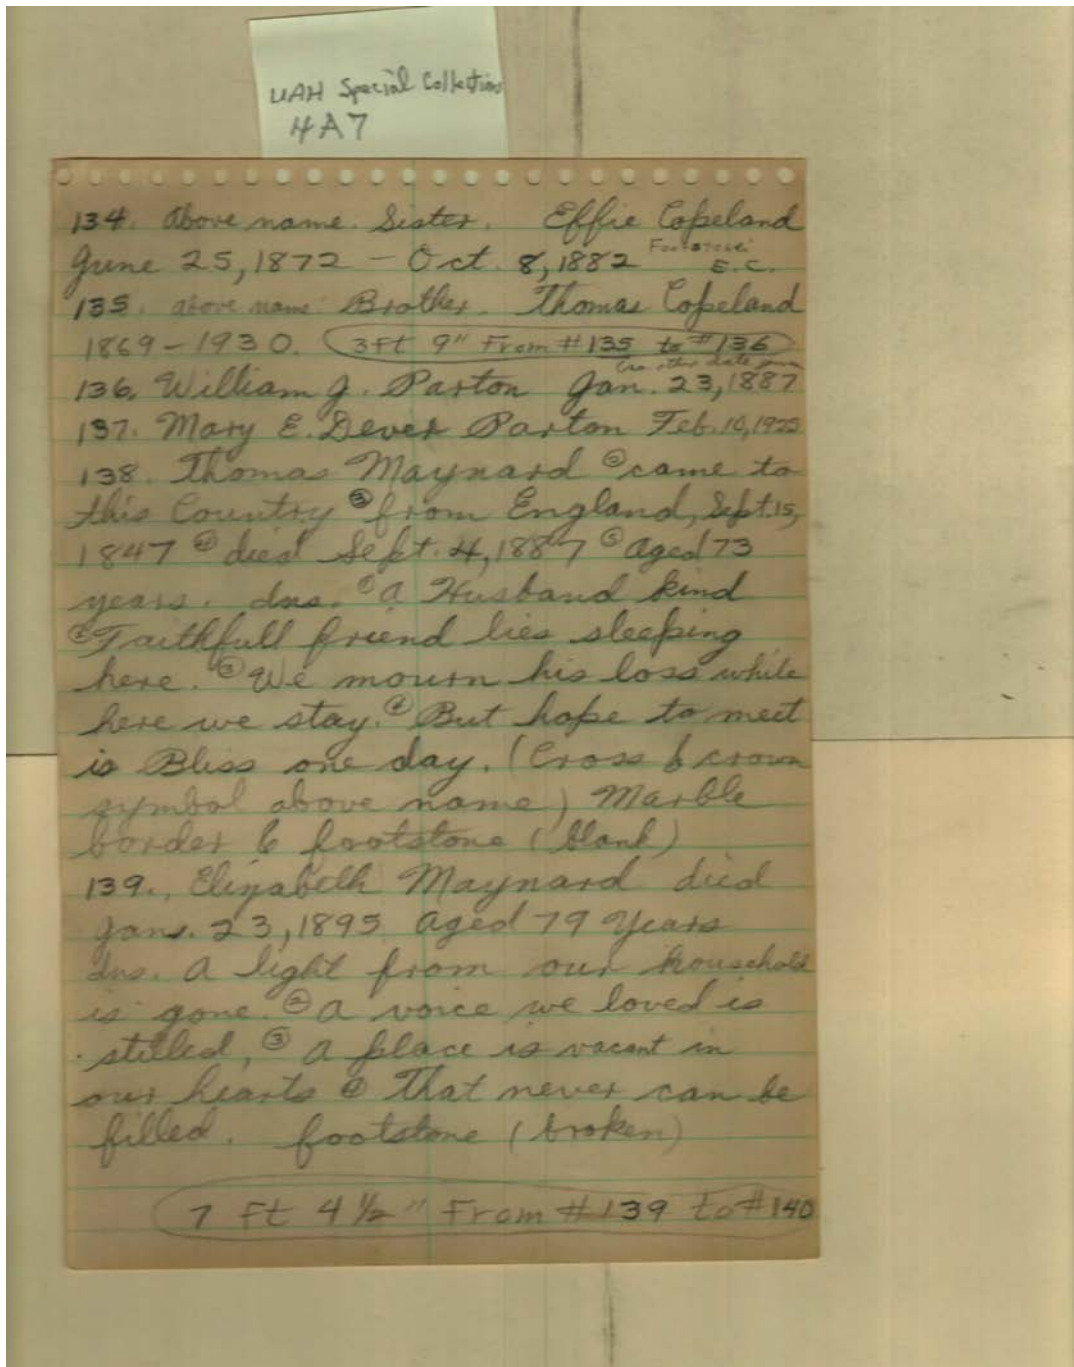 UAH Special Collections
4A7
134. above name. Sister. Effie Copeland
June 25, 1872 – Oct. 8, 1882 Footstone: E.C.
135. above name: Brother. Thomas Copeland
1869–1930. 3 ft 9" From #135 to #136
(no other date given
136. William J. Parton Jan. 23, 1887
137. Mary E. Dever Parton Feb. 10, 1925
138. Thomas Maynard ② came to
this Country ③ from England, Sept. 15,
1847 ④ died Sept. 4, 1887 ⑤ aged 73
years. Ins. ① A Husband kind
② Faithfull friend lies sleeping
here. ③ We mourn his loss while
here we stay. ④ But hope to meet
is Bliss one day. (Cross & crown
symbol above name) Marble
border & footstone (blank)
139., Elizabeth Maynard died
Jan. 23, 1895 aged 79 Years
Ins. A light from our household
is gone. ② A voice we loved is
stilled, ③ A place is vacant in
our hearts ④ That never can be
filled. footstone (broken)
7 Ft 4 1/2" From #139 to #140